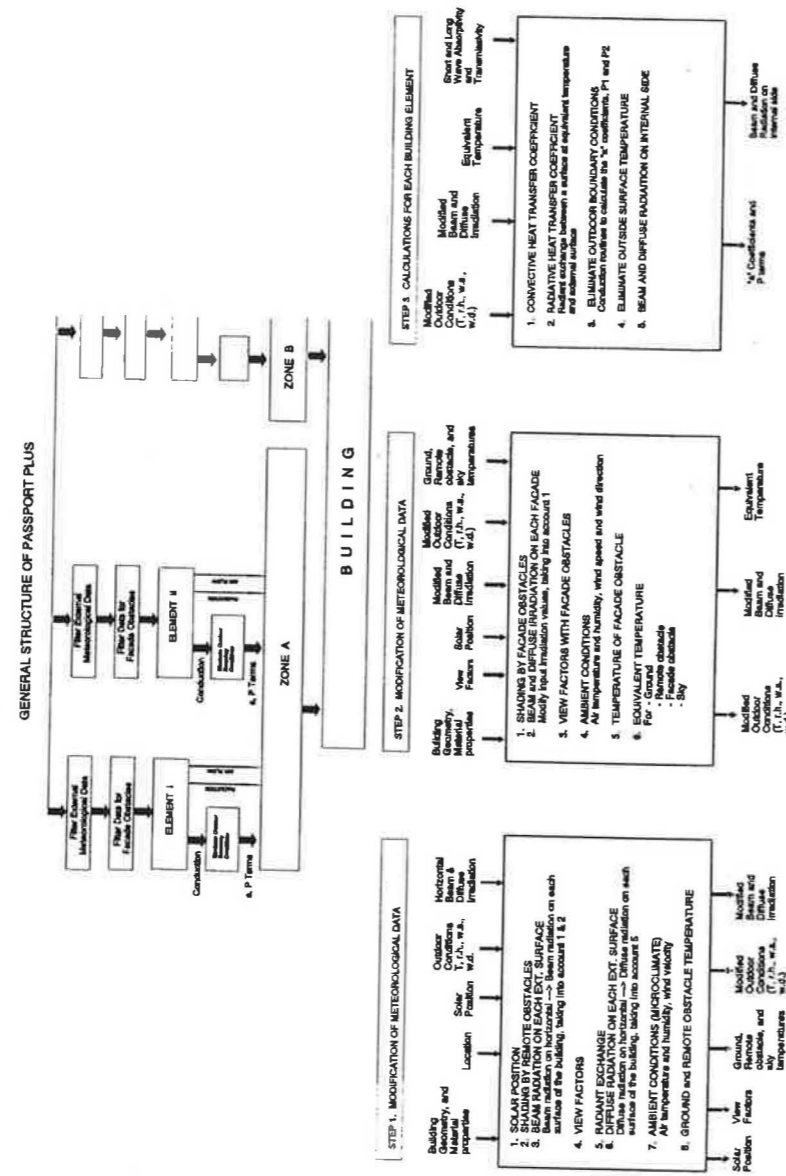 GENERAL STRUCTURE OF PASSPORT PLUS
Filter External
Meteorological Data
Filter Data for
Facade Obstacles
ELEMENT i
Conduction
RADIATION
AIR FLOW
Eliminate Outdoor
Boundary
Conditions
a, P Terms
Filter External
Meteorological Data
Filter Data for
Facade Obstacles
ELEMENT M
Conduction
RADIATION
AIR FLOW
Eliminate Outdoor
Boundary
Conditions
a, P Terms
ZONE A
ZONE B
BUILDING
STEP 1. MODIFICATION OF METEOROLOGICAL DATA
Building
Geometry, and
Material
properties
Location
Solar
Position
Outdoor
Conditions
T, r.h., w.s.,
w.d.
Horizontal
Beam &
Diffuse
Irradiation
1. SOLAR POSITION
2. SHADING BY REMOTE OBSTACLES
3. BEAM RADIATION ON EACH EXT. SURFACE
Beam radiation on horizontal —> Beam radiation on each
surface of the building, taking into account 1 & 2
4. VIEW FACTORS
5. RADIANT EXCHANGE
6. DIFFUSE RADIATION ON EACH EXT. SURFACE
Diffuse radiation on horizontal —> Diffuse radiation on each
surface of the building, taking into account 5
7. AMBIENT CONDITIONS (MICROCLIMATE)
Air temperature and humidity, wind velocity
8. GROUND and REMOTE OBSTACLE TEMPERATURE
Solar
Position
View
Factors
Ground,
Remote
obstacle, and
sky
temperatures
Modified
Outdoor
Conditions
(T, r.h., w.s.,
w.d.)
Modified
Beam and
Diffuse
Irradiation
STEP 2. MODIFICATION OF METEOROLOGICAL DATA
Building
Geometry,
Material
properties
View
Factors
Solar
Position
Modified
Beam and
Diffuse
Irradiation
Modified
Outdoor
Conditions
(T, r.h., w.s.,
w.d.)
Ground,
Remote
obstacle, and
sky
temperatures
1. SHADING BY FACADE OBSTACLES
2. BEAM and DIFFUSE IRRADIATION ON EACH FACADE
Modify input irradiation values, taking into account 1
3. VIEW FACTORS WITH FACADE OBSTACLES
4. AMBIENT CONDITIONS
Air temperature and humidity, wind speed and wind direction
5. TEMPERATURE OF FACADE OBSTACLE
6. EQUIVALENT TEMPERATURE
For - Ground
- Remote obstacle
- Facade obstacle
- Sky
Modified
Outdoor
Conditions
(T, r.h., w.s.,
w.d.)
Modified
Beam and
Diffuse
Irradiation
Equivalent
Temperature
STEP 3. CALCULATIONS FOR EACH BUILDING ELEMENT
Modified
Outdoor
Conditions
(T, r.h., w.s.,
w.d.)
Modified
Beam and
Diffuse
Irradiation
Equivalent
Temperature
Short and Long
Wave Absorptivity
and
Transmissivity
1. CONVECTIVE HEAT TRANSFER COEFFICIENT
2. RADIATIVE HEAT TRANSFER COEFFICIENT
Radiant exchange between a surface at equivalent temperature
and external surface
3. ELIMINATE OUTDOOR BOUNDARY CONDITIONS
Conduction routines to calculate the "a" coefficients, P1 and P2
4. ELIMINATE OUTSIDE SURFACE TEMPERATURE
5. BEAM AND DIFFUSE RADIATION ON INTERNAL SIDE
"a" Coefficients and
P terms
Beam and Diffuse
Radiation on
Internal side